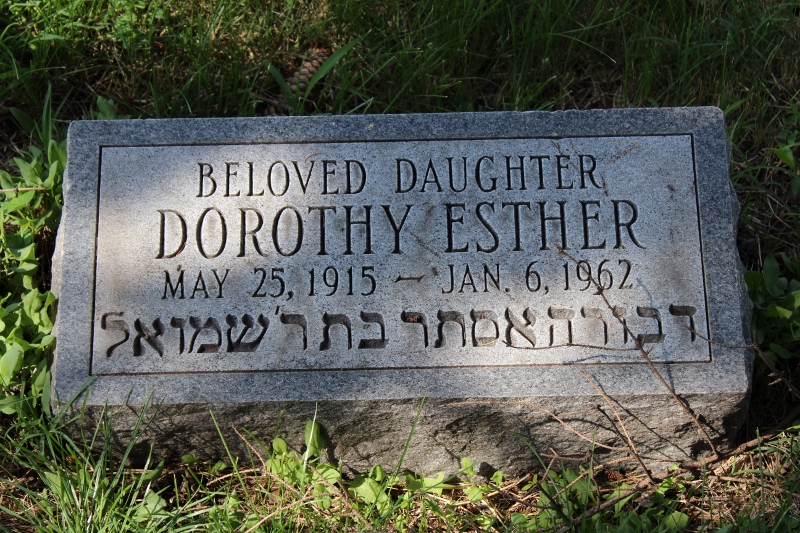 BELOVED DAUGHTER
DOROTHY ESTHER
MAY 25, 1915 – JAN. 6, 1962
דבורה אסתר בת ר' שמואל